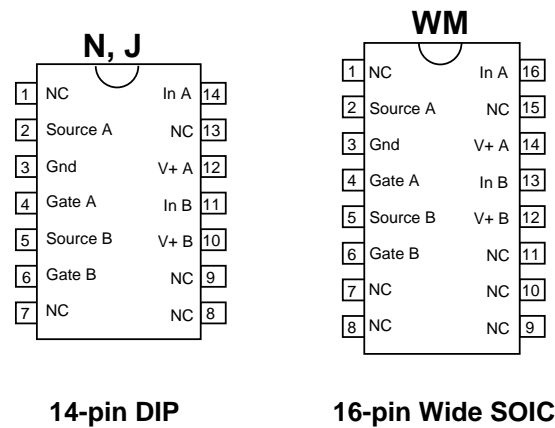 N, J
1 NC In A 14
2 Source A NC 13
3 Gnd V+ A 12
4 Gate A In B 11
5 Source B V+ B 10
6 Gate B NC 9
7 NC NC 8
14-pin DIP
WM
1 NC In A 16
2 Source A NC 15
3 Gnd V+ A 14
4 Gate A In B 13
5 Source B V+ B 12
6 Gate B NC 11
7 NC NC 10
8 NC NC 9
16-pin Wide SOIC